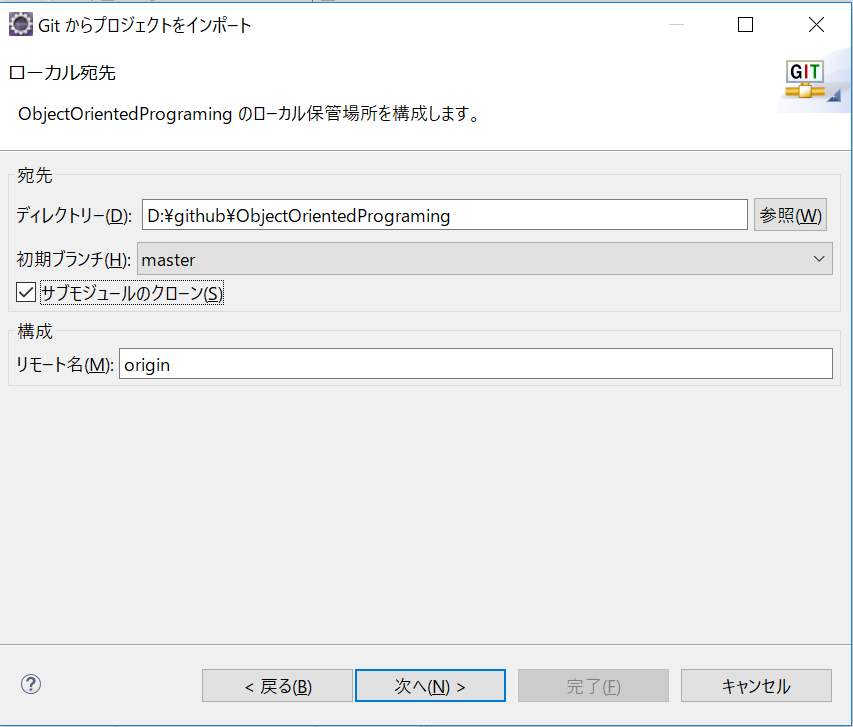 Git からプロジェクトをインポート
ローカル宛先
GIT
ObjectOrientedPrograming のローカル保管場所を構成します。
宛先
ディレクトリー(D): D:¥github¥ObjectOrientedPrograming 参照(W)
初期ブランチ(H): master
サブモジュールのクローン(S)
構成
リモート名(M): origin
< 戻る(B) 次へ(N) > 完了(F) キャンセル